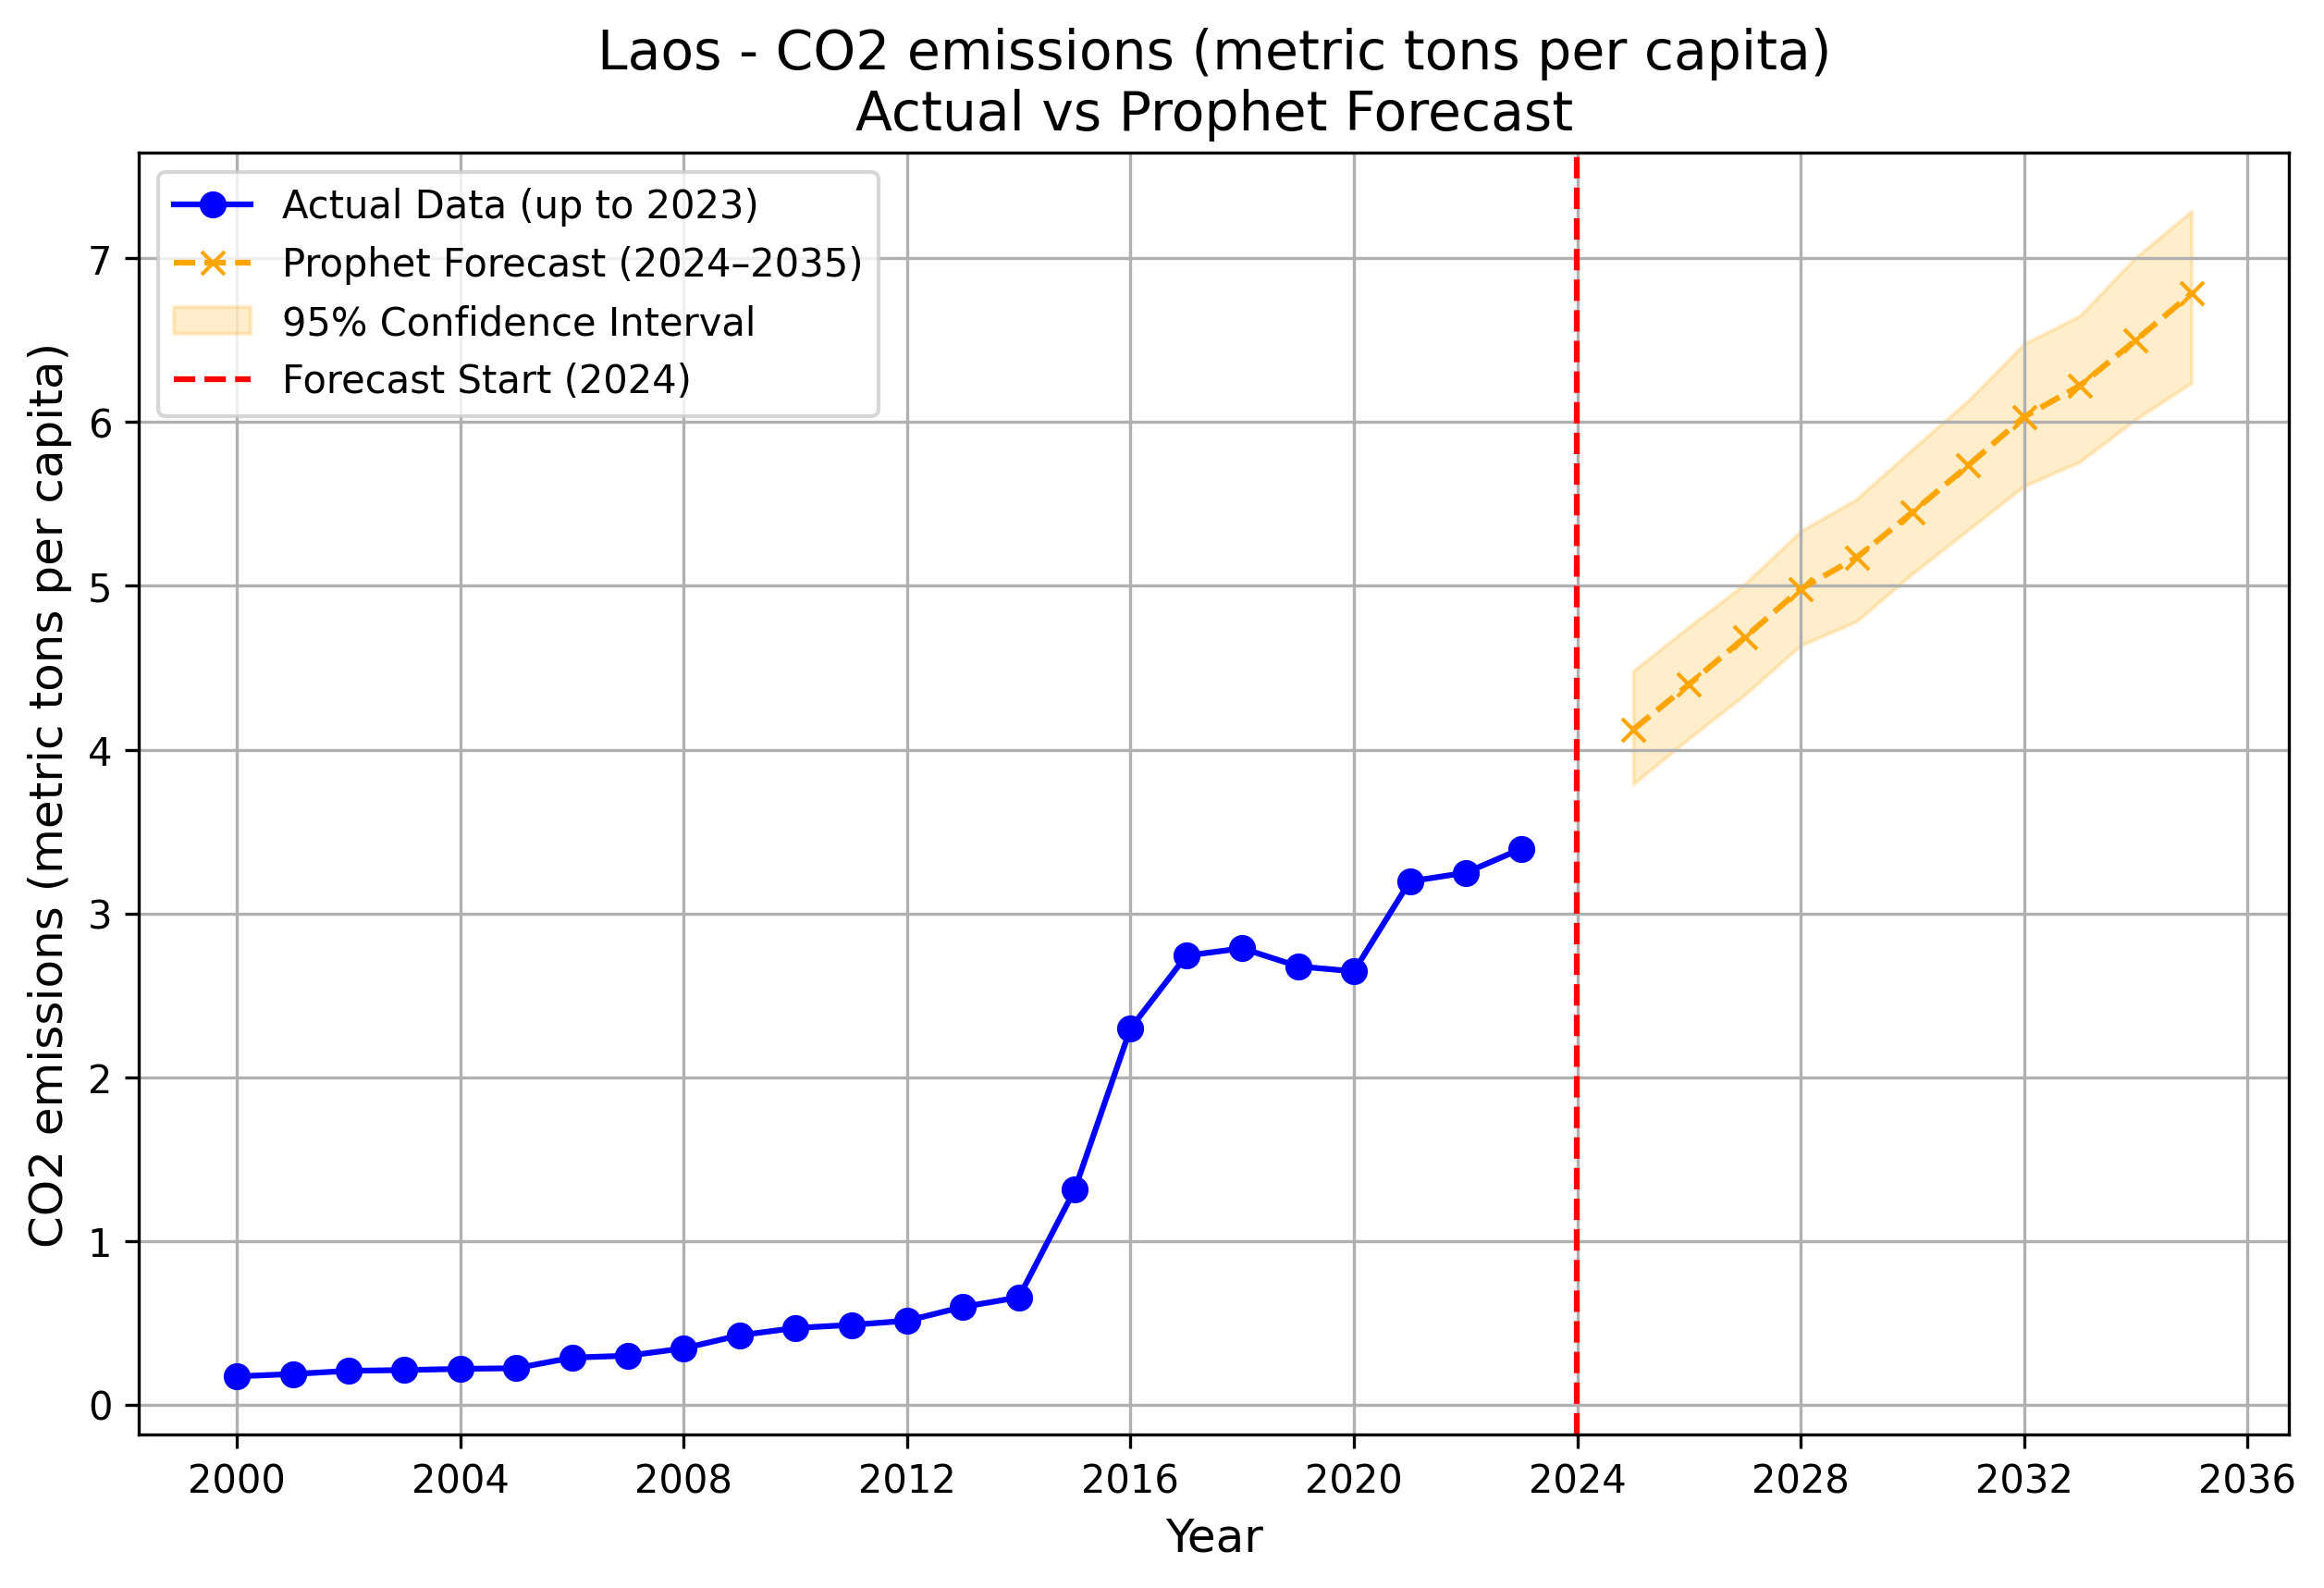 Laos - CO2 emissions (metric tons per capita)
Actual vs Prophet Forecast
Actual Data (up to 2023)
Prophet Forecast (2024–2035)
95% Confidence Interval
Forecast Start (2024)
CO2 emissions (metric tons per capita)
7
6
5
4
3
2
1
0
2000 2004 2008 2012 2016 2020 2024 2028 2032 2036
Year